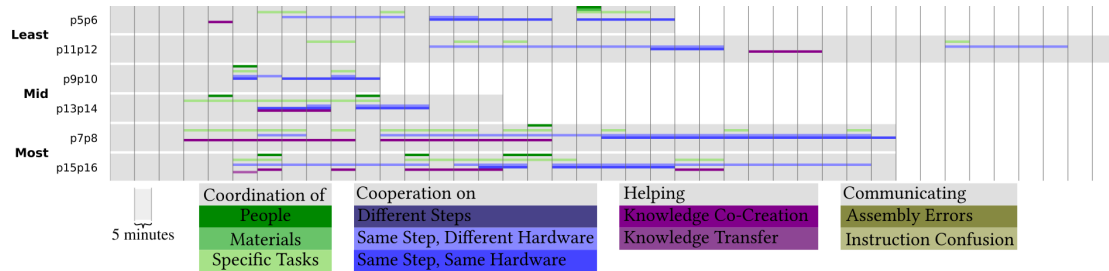 p5p6
Least
p11p12
p9p10
Mid
p13p14
p7p8
Most
p15p16
5 minutes
Coordination of
People
Materials
Specific Tasks
Cooperation on
Different Steps
Same Step, Different Hardware
Same Step, Same Hardware
Helping
Knowledge Co-Creation
Knowledge Transfer
Communicating
Assembly Errors
Instruction Confusion